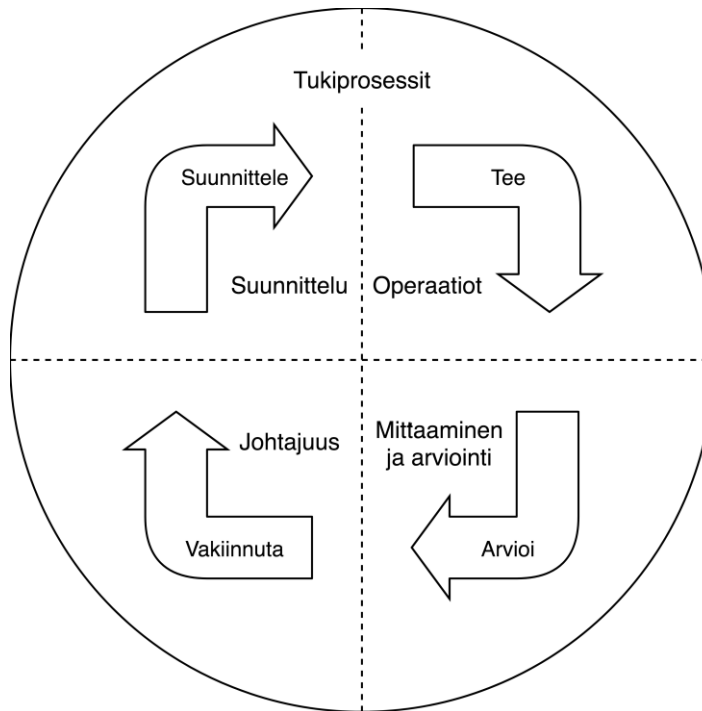 Tukiprosessit
Suunnittele
Tee
Suunnittelu
Operaatiot
Johtajuus
Mittaaminen
ja arviointi
Vakiinnuta
Arvioi